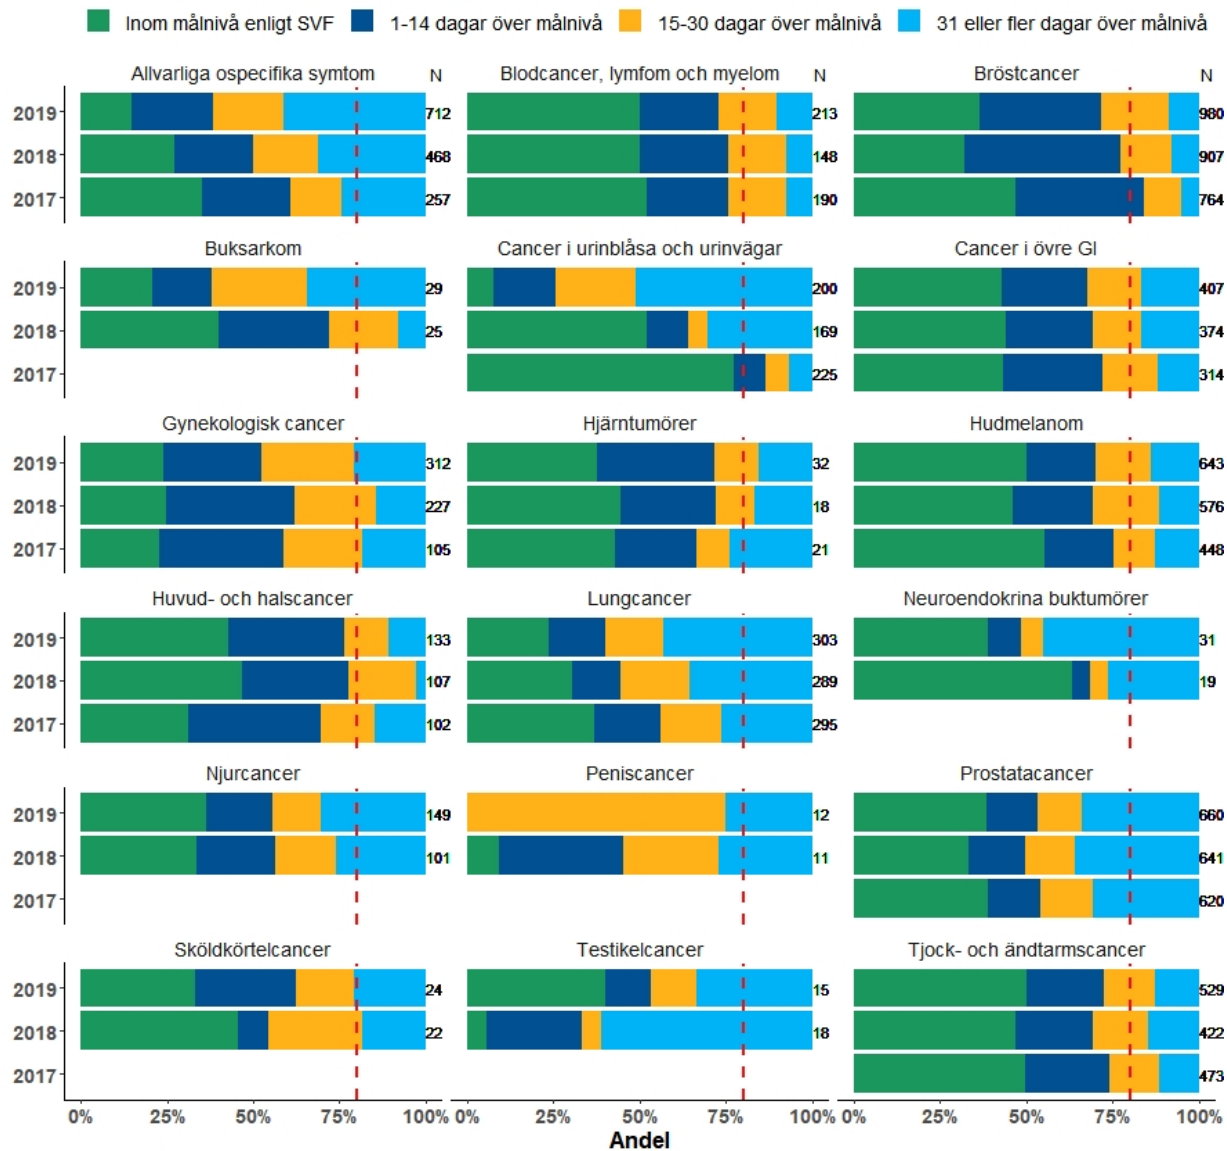 Inom målnivå enligt SVF 1-14 dagar över målnivå 15-30 dagar över målnivå 31 eller fler dagar över målnivå
Allvarliga ospecifika symtom N Blodcancer, lymfom och myelom N Bröstcancer N
2019 712 213 980
2018 468 148 907
2017 257 190 764
Buksarkom Cancer i urinblåsa och urinvägar Cancer i övre GI
2019 29 200 407
2018 25 169 374
2017 225 314
Gynekologisk cancer Hjärntumörer Hudmelanom
2019 312 32 643
2018 227 18 576
2017 105 21 448
Huvud- och halscancer Lungcancer Neuroendokrina buktumörer
2019 133 303 31
2018 107 289 19
2017 102 295
Njurcancer Peniscancer Prostatacancer
2019 149 12 660
2018 101 11 641
2017 620
Sköldkörtelcancer Testikelcancer Tjock- och ändtarmscancer
2019 24 15 529
2018 22 18 422
2017 473
0% 25% 50% 75% 100% 0% 25% 50% 75% 100% 0% 25% 50% 75% 100%
Andel